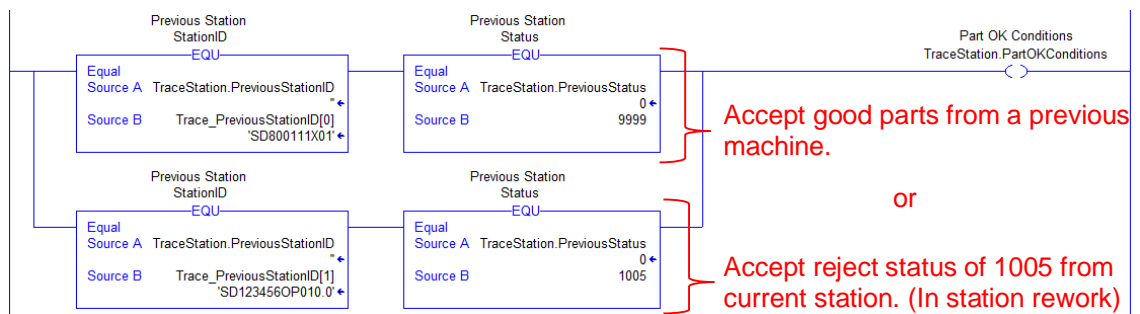 Previous Station
StationID
EQU
Equal
Source A TraceStation.PreviousStationID
''
Source B Trace_PreviousStationID[0]
'SD800111X01'
Previous Station
Status
EQU
Equal
Source A TraceStation.PreviousStatus
0
Source B 9999
Part OK Conditions
TraceStation.PartOKConditions
Accept good parts from a previous
machine.
or
Previous Station
StationID
EQU
Equal
Source A TraceStation.PreviousStationID
''
Source B Trace_PreviousStationID[1]
'SD123456OP010.0'
Previous Station
Status
EQU
Equal
Source A TraceStation.PreviousStatus
0
Source B 1005
Accept reject status of 1005 from
current station. (In station rework)